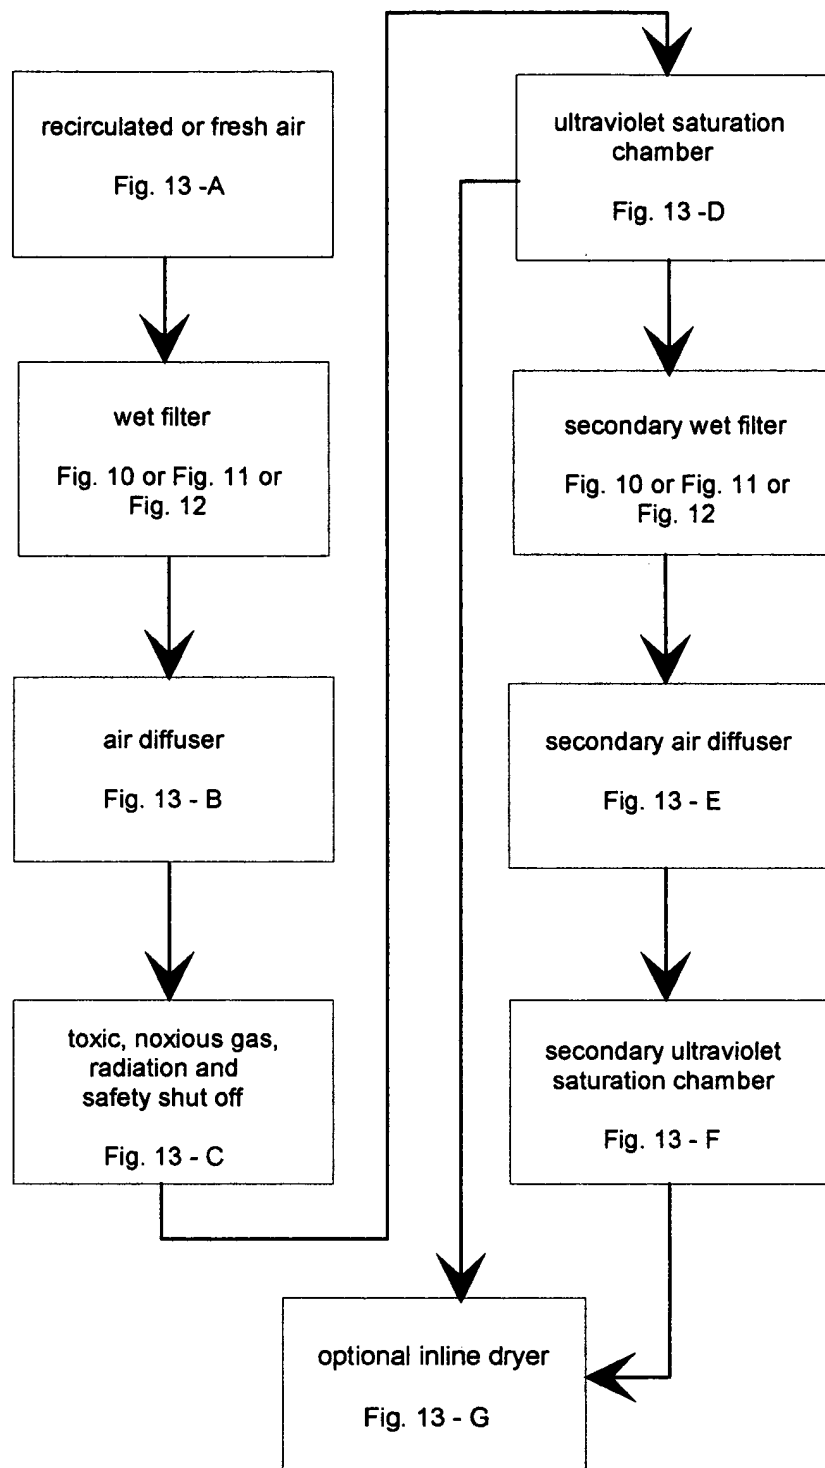 recirculated or fresh air
Fig. 13 -A
wet filter
Fig. 10 or Fig. 11 or
Fig. 12
air diffuser
Fig. 13 - B
toxic, noxious gas,
radiation and
safety shut off
Fig. 13 - C
ultraviolet saturation
chamber
Fig. 13 -D
secondary wet filter
Fig. 10 or Fig. 11 or
Fig. 12
secondary air diffuser
Fig. 13 - E
secondary ultraviolet
saturation chamber
Fig. 13 - F
optional inline dryer
Fig. 13 - G